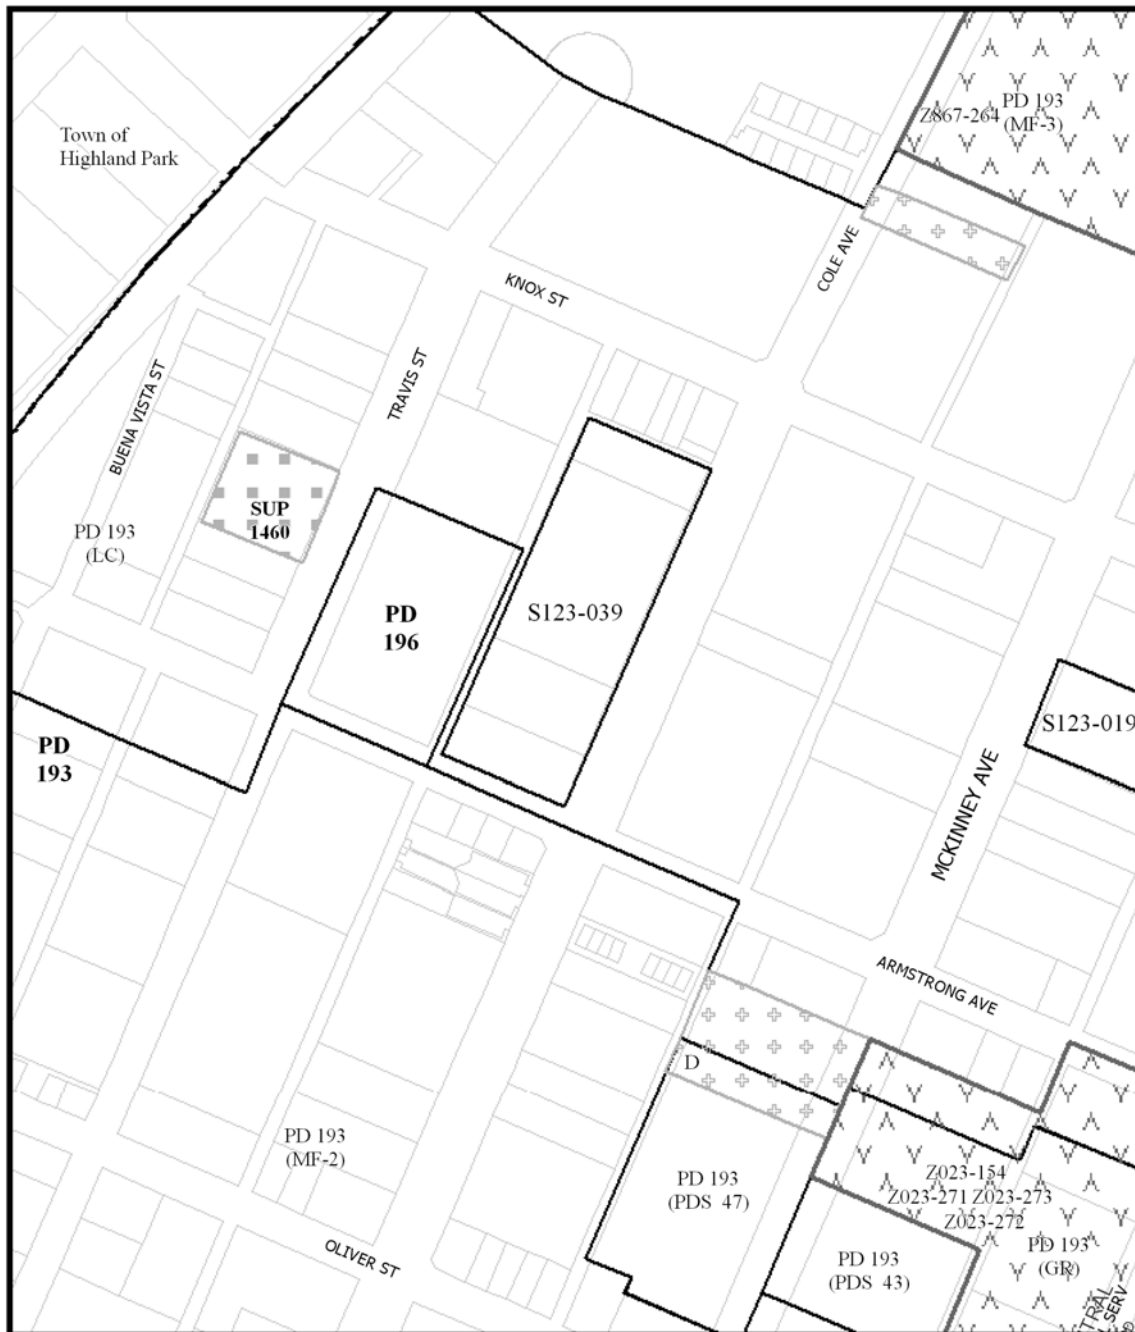 PD 193
(MF-3)
Z867-264
Town of
Highland Park
COLE AVE
KNOX ST
TRAVIS ST
BUENA VISTA ST
SUP
1460
PD 193
(LC)
PD
196
S123-039
S123-019
PD
193
MCKINNEY AVE
ARMSTRONG AVE
D
PD 193
(MF-2)
PD 193
(PDS 47)
Z023-154
Z023-271 Z023-273
Z023-272
PD 193
(GR)
PD 193
(PDS 43)
OLIVER ST
TRAL
SERV